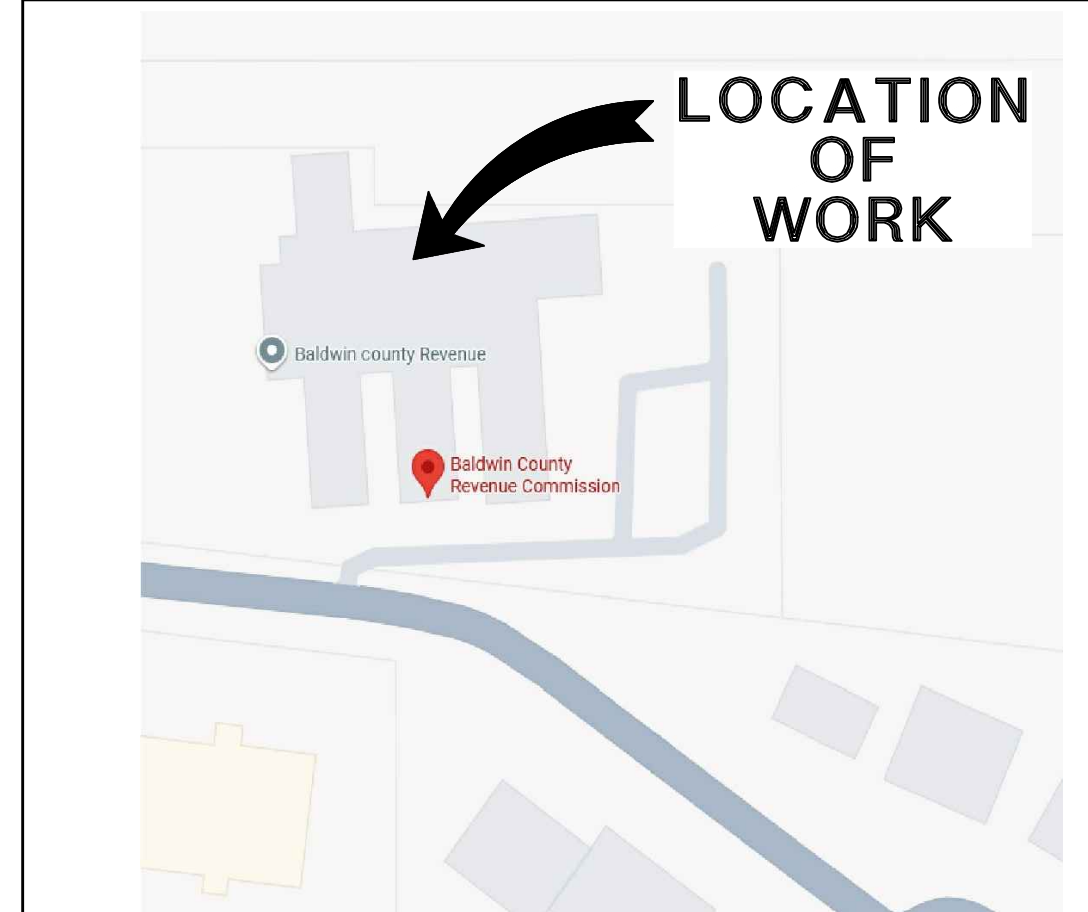 LOCATION
OF
WORK
Baldwin county Revenue
Baldwin County
Revenue Commission